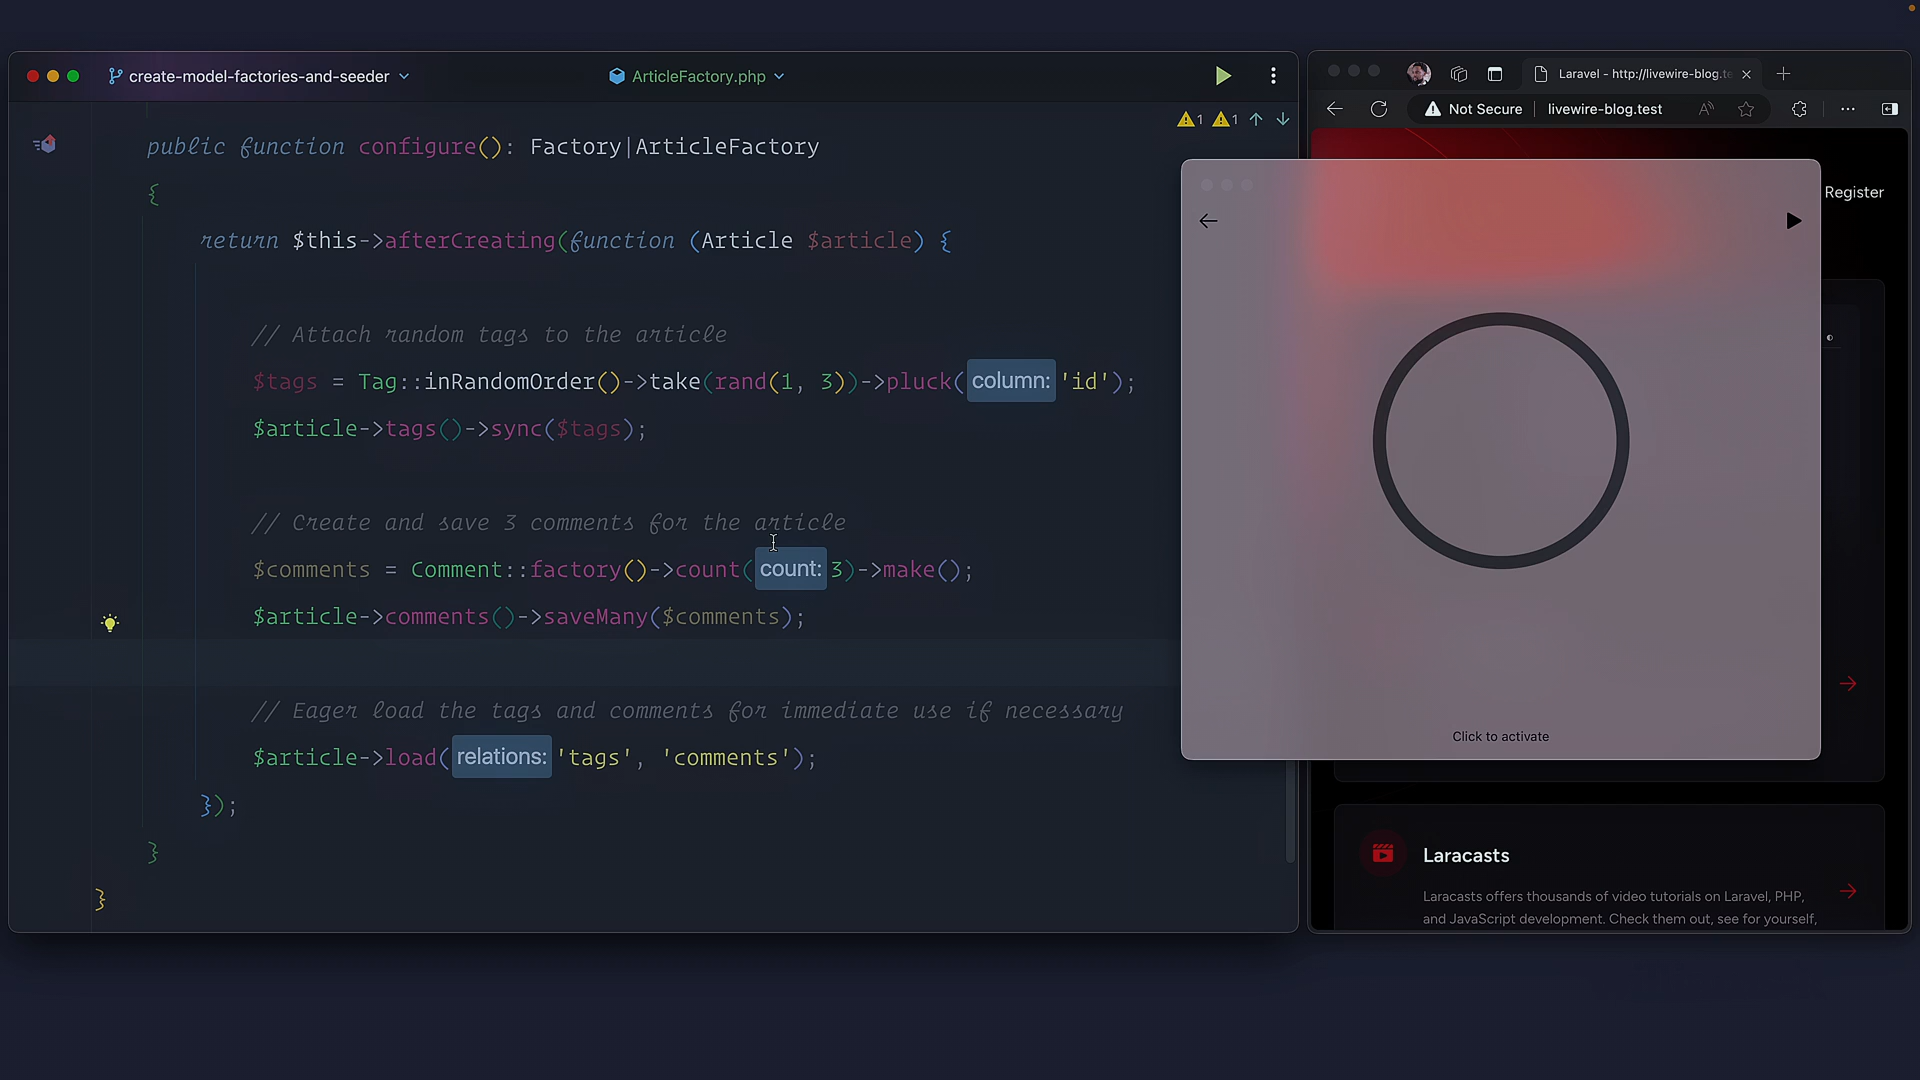 create-model-factories-and-seeder
ArticleFactory.php
1 1
public function configure(): Factory|ArticleFactory
{
return $this->afterCreating(function (Article $article) {
// Attach random tags to the article
$tags = Tag::inRandomOrder()->take(rand(1, 3))->pluck( column: 'id');
$article->tags()->sync($tags);
// Create and save 3 comments for the article
$comments = Comment::factory()->count( count: 3)->make();
$article->comments()->saveMany($comments);
// Eager load the tags and comments for immediate use if necessary
$article->load( relations: 'tags', 'comments');
});
}
}
Laravel - http://livewire-blog.te
Not Secure livewire-blog.test
Register
Click to activate
Laracasts
Laracasts offers thousands of video tutorials on Laravel, PHP,
and JavaScript development. Check them out, see for yourself,